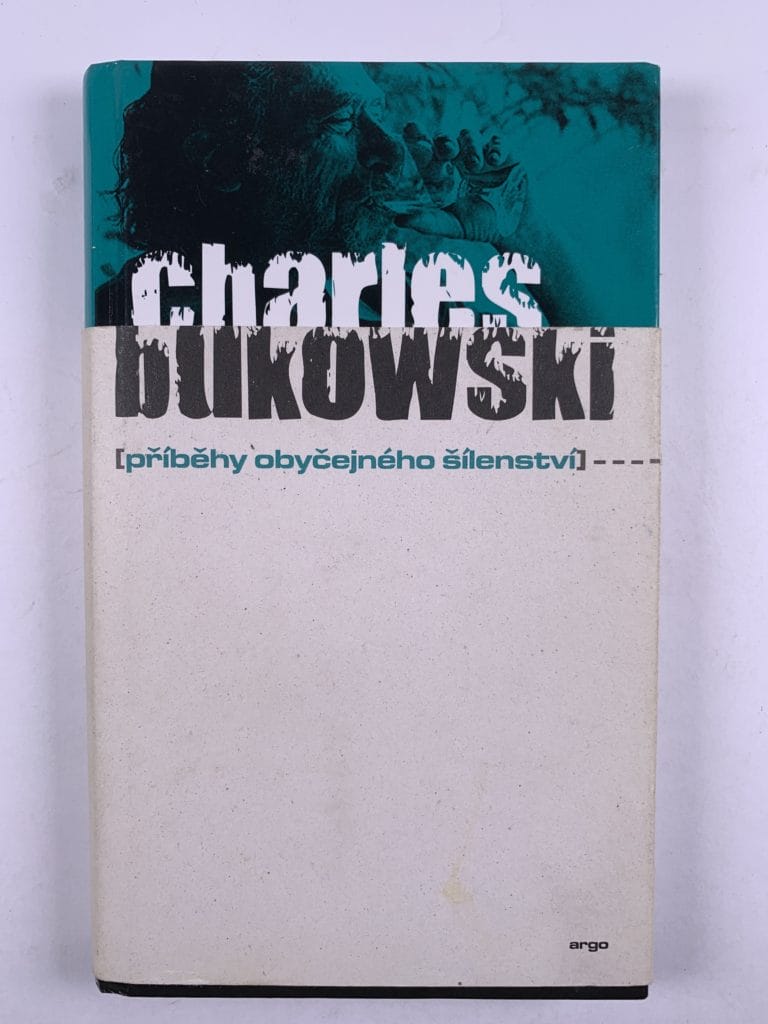 charles
bukowski
[příběhy obyčejného šílenství]----
argo